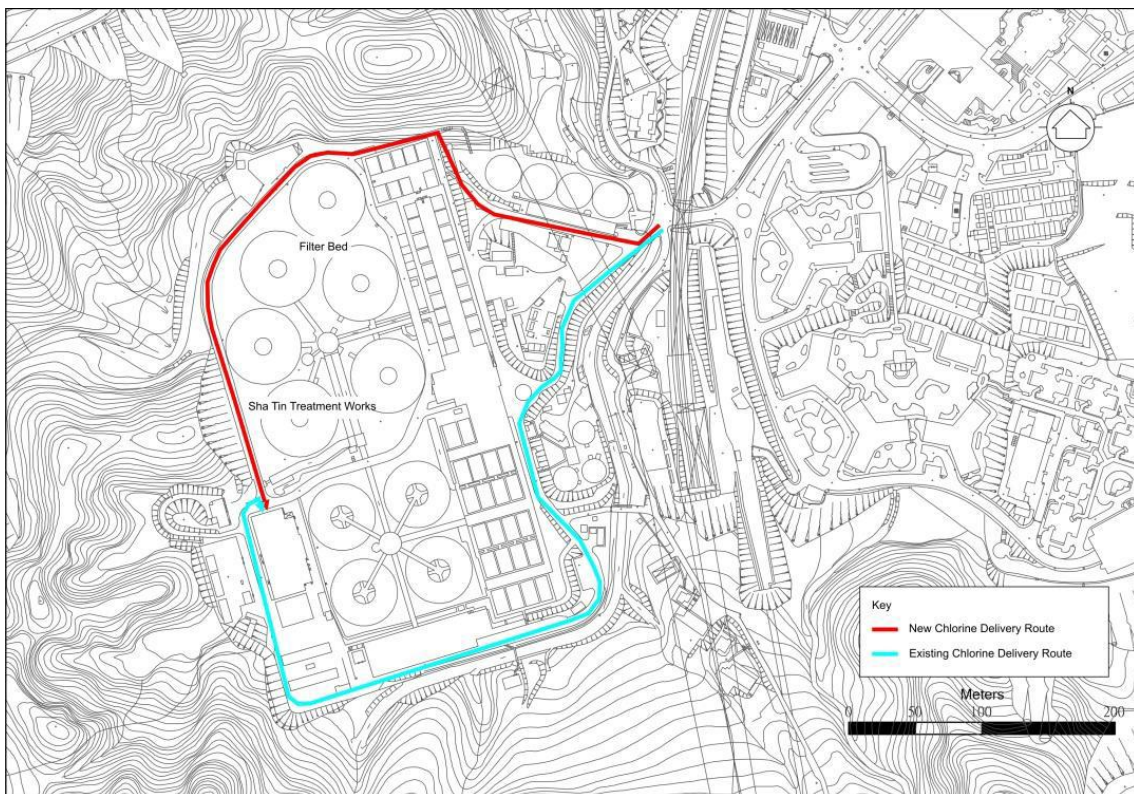 N
Filter Bed
Sha Tin Treatment Works
Key
New Chlorine Delivery Route
Existing Chlorine Delivery Route
Meters
0 50 100 200